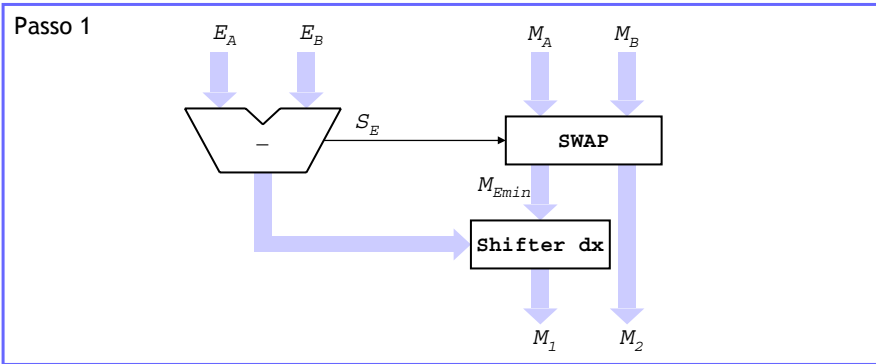 Passo 1
E_A E_B M_A M_B
S_E
–
SWAP
M_Emin
Shifter dx
M_1 M_2